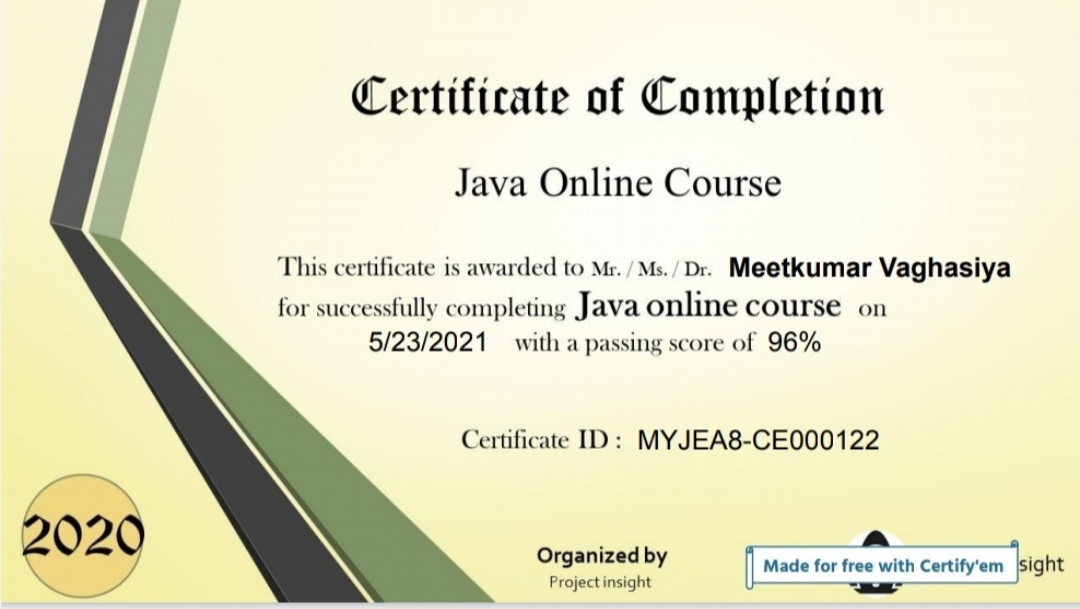 Certificate of Completion
Java Online Course
This certificate is awarded to Mr. / Ms. / Dr. Meetkumar Vaghasiya
for successfully completing Java online course on
5/23/2021 with a passing score of 96%
Certificate ID : MYJEA8-CE000122
2020
Organized by
Project insight
Made for free with Certify'em
sight